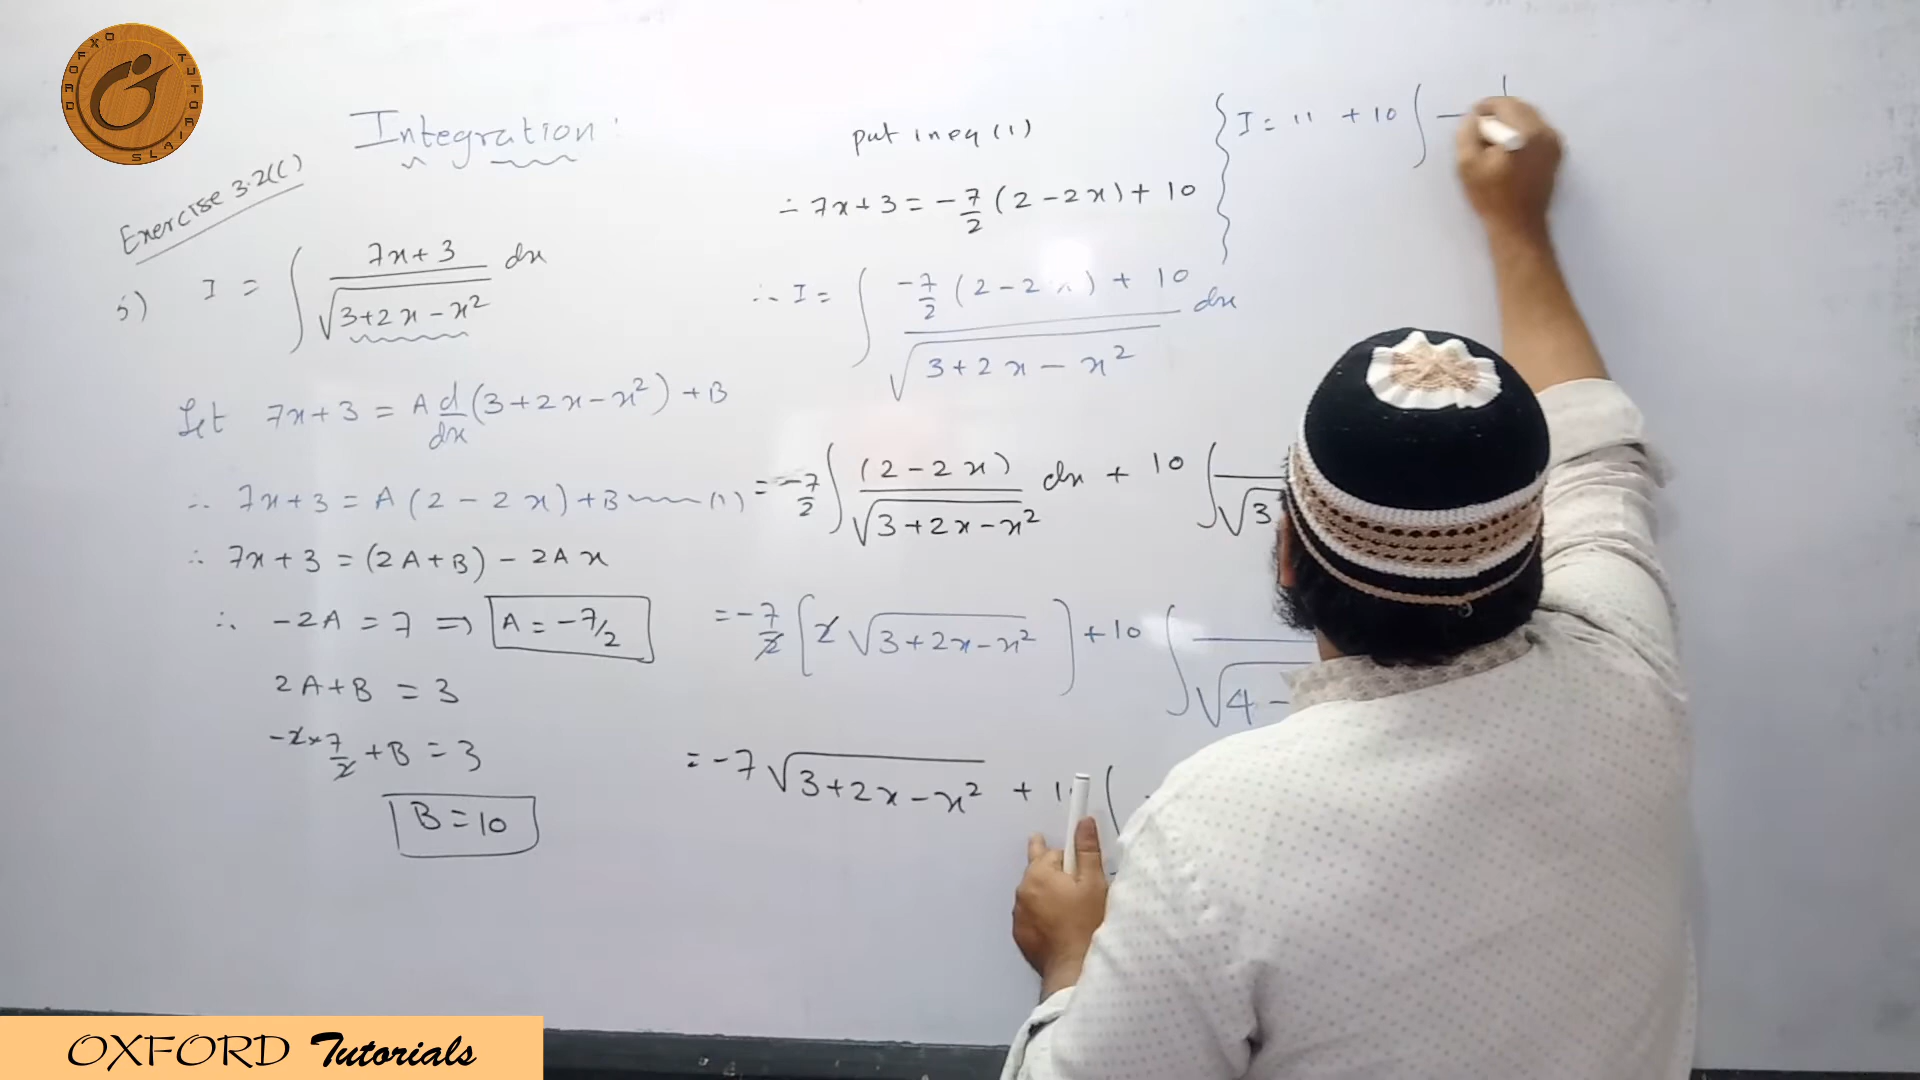 OXFORD TUTORIALS
Integration :
Exercise 3.2(C)
5) I = ∫ 7x+3 / √(3+2x-x²) dx
Let 7x+3 = A d/dx (3+2x-x²) + B
∴ 7x+3 = A(2-2x)+B ---(1)
∴ 7x+3 = (2A+B) - 2Ax
∴ -2A = 7 ⇒ A = -7/2
2A+B = 3
-2×7/2 + B = 3
B = 10
put in eq (1)
∴ 7x+3 = -7/2 (2-2x) + 10
∴ I = ∫ -7/2 (2-2x) + 10 / √(3+2x-x²) dx
= -7/2 ∫ (2-2x) / √(3+2x-x²) dx + 10 ∫ √3
= -7/2 [2 √(3+2x-x²)] + 10 ∫ √4 -
= -7 √(3+2x-x²) +
I = " + 10 ∫ 1
OXFORD Tutorials